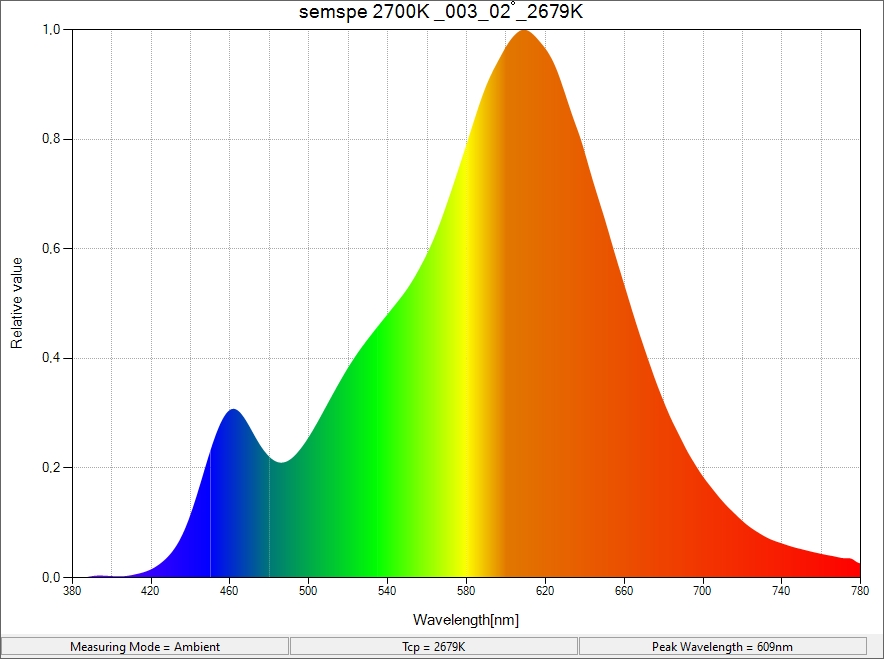 semspe 2700K _003_02°_2679K
1.0
0.8
0.6
0.4
0.2
0.0
Relative value
380 420 460 500 540 580 620 660 700 740 780
Wavelength[nm]
Measuring Mode = Ambient Tcp = 2679K Peak Wavelength = 609nm